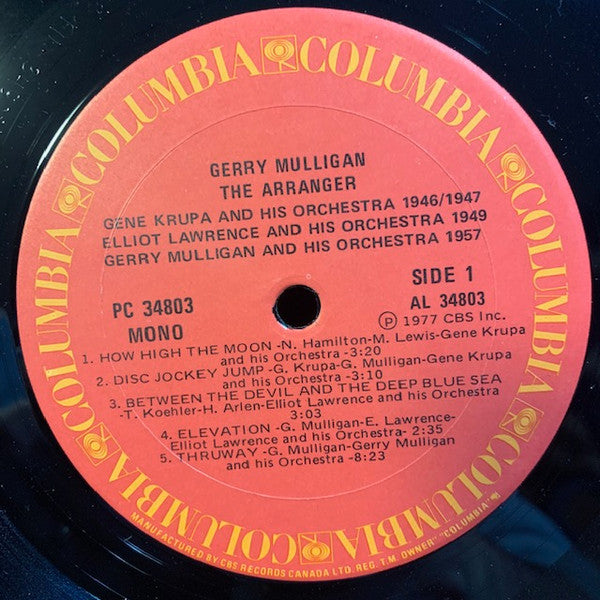 COLUMBIA COLUMBIA COLUMBIA COLUMBIA COLUMBIA COLUMBIA
GERRY MULLIGAN
THE ARRANGER
GENE KRUPA AND HIS ORCHESTRA 1946/1947
ELLIOT LAWRENCE AND HIS ORCHESTRA 1949
GERRY MULLIGAN AND HIS ORCHESTRA 1957
PC 34803
MONO
SIDE 1
AL 34803
Ⓟ 1977 CBS Inc.
1. HOW HIGH THE MOON -N. Hamilton-M. Lewis-Gene Krupa
and his Orchestra -3:20
2. DISC JOCKEY JUMP -G. Krupa-G. Mulligan-Gene Krupa
and his Orchestra -3:10
3. BETWEEN THE DEVIL AND THE DEEP BLUE SEA
-T. Koehler-H. Arlen-Elliot Lawrence and his Orchestra
3:03
4. ELEVATION -G. Mulligan-E. Lawrence-
Elliot Lawrence and his Orchestra- 2:35
5. THRUWAY -G. Mulligan-Gerry Mulligan
and his Orchestra -8:23
MANUFACTURED BY CBS RECORDS CANADA LTD. REG. T.M. OWNER "COLUMBIA"